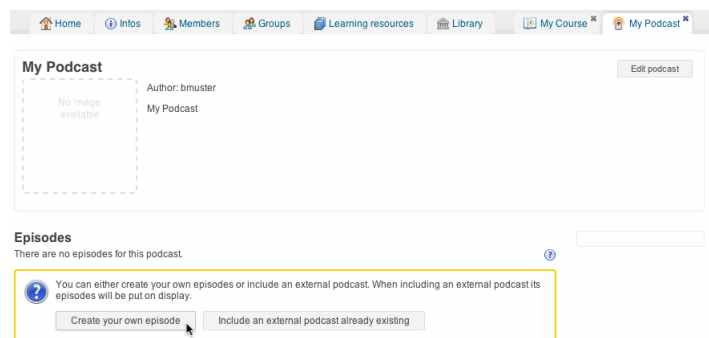 Home Infos Members Groups Learning resources Library My Course My Podcast
My Podcast
Edit podcast
No image
available
Author: bmuster
My Podcast
Episodes
There are no episodes for this podcast.
You can either create your own episodes or include an external podcast. When including an external podcast its
episodes will be put on display.
Create your own episode Include an external podcast already existing